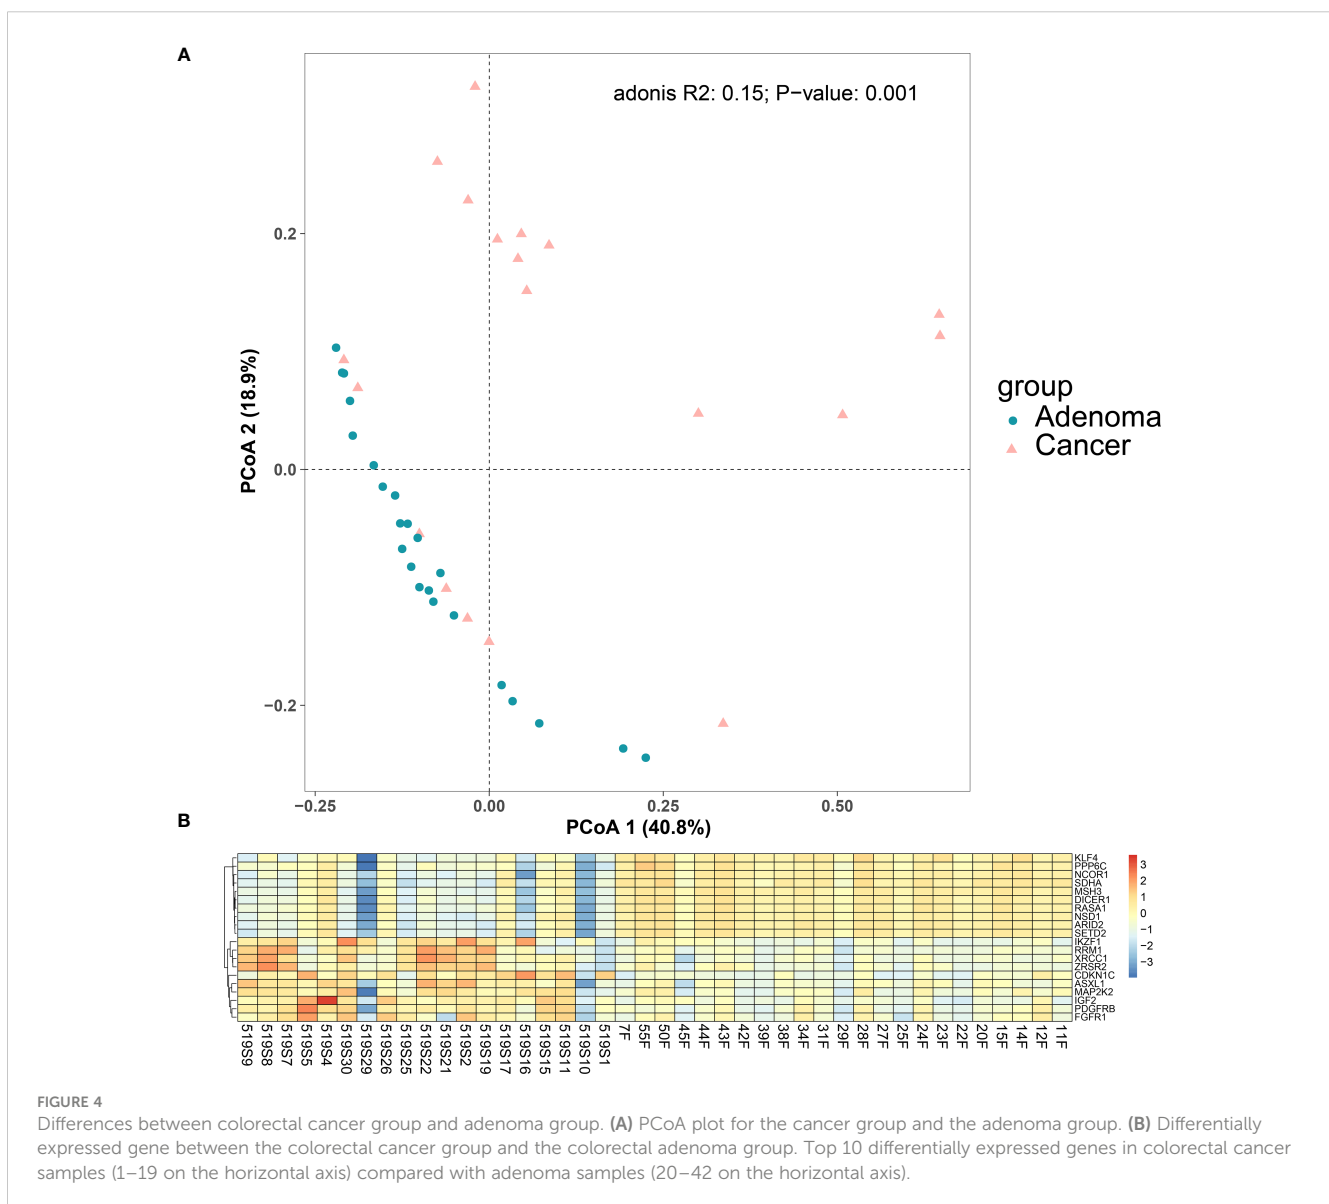 A
adonis R2: 0.15; P−value: 0.001
0.2
0.0
−0.2
PCoA 2 (18.9%)
−0.25 0.00 0.25 0.50
PCoA 1 (40.8%)
group
Adenoma
Cancer
B
KLF4
PPP6C
NCOR1
SDHA
MSH3
DICER1
RASA1
NSD1
ARID2
SETD2
IKZF1
RRM1
XRCC1
ZRSR2
CDKN1C
ASXL1
MAP2K2
IGF2
PDGFRB
FGFR1
3
2
1
0
−1
−2
−3
519S9 519S8 519S7 519S5 519S4 519S30 519S29 519S26 519S25 519S22 519S21 519S2 519S19 519S17 519S16 519S15 519S11 519S10 519S1 7F 55F 50F 45F 44F 43F 42F 39F 38F 34F 31F 29F 28F 27F 25F 24F 23F 22F 20F 15F 14F 12F 11F
FIGURE 4
Differences between colorectal cancer group and adenoma group. (A) PCoA plot for the cancer group and the adenoma group. (B) Differentially
expressed gene between the colorectal cancer group and the colorectal adenoma group. Top 10 differentially expressed genes in colorectal cancer
samples (1–19 on the horizontal axis) compared with adenoma samples (20–42 on the horizontal axis).